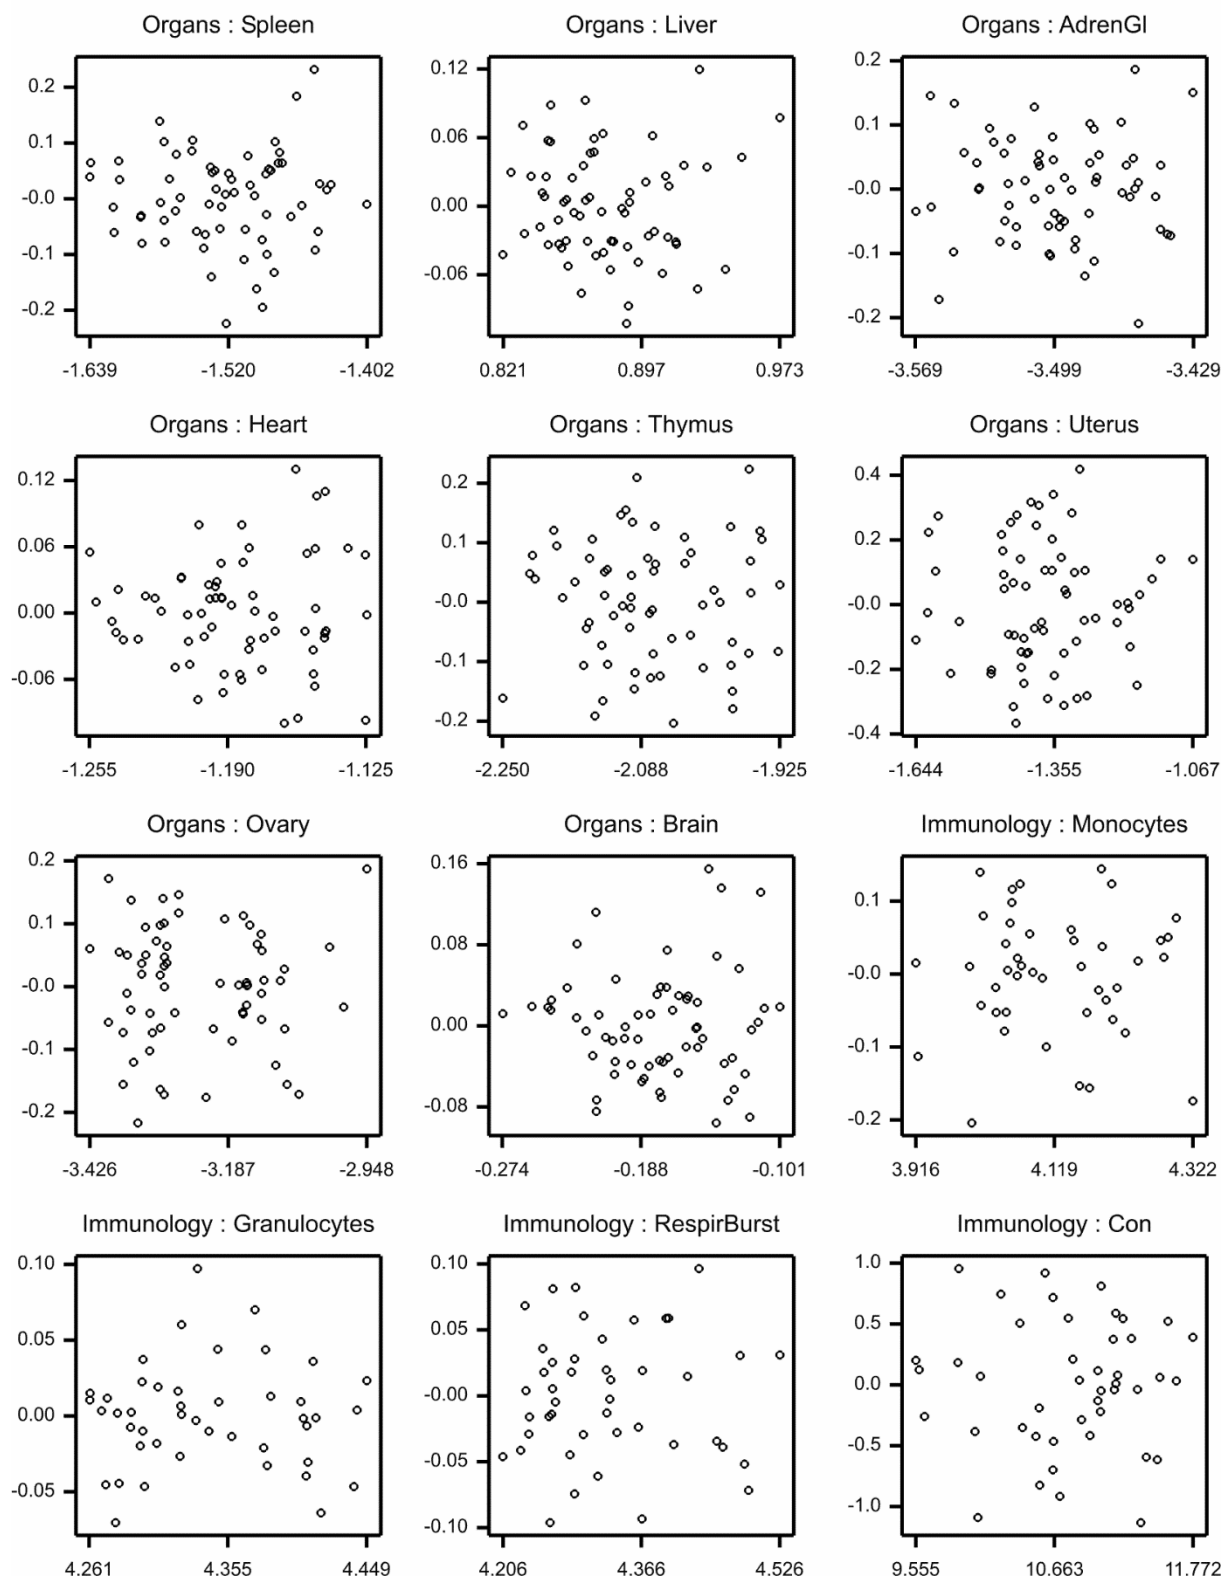 Organs : Spleen Organs : Liver Organs : AdrenGl
0.2 0.12 0.2
0.1 0.06 0.1
-0.0 0.00 -0.0
-0.1 -0.06 -0.1
-0.2 -0.2
-1.639 -1.520 -1.402 0.821 0.897 0.973 -3.569 -3.499 -3.429
Organs : Heart Organs : Thymus Organs : Uterus
0.12 0.2 0.4
0.06 0.1 0.2
0.00 -0.0 -0.0
-0.06 -0.1 -0.2
-0.2 -0.4
-1.255 -1.190 -1.125 -2.250 -2.088 -1.925 -1.644 -1.355 -1.067
Organs : Ovary Organs : Brain Immunology : Monocytes
0.2 0.16 0.1
0.1 0.08 -0.0
-0.0 0.00 -0.1
-0.1 -0.08 -0.2
-0.2
-3.426 -3.187 -2.948 -0.274 -0.188 -0.101 3.916 4.119 4.322
Immunology : Granulocytes Immunology : RespirBurst Immunology : Con
0.10 0.10 1.0
0.05 0.05 0.5
0.00 -0.00 0.0
-0.05 -0.05 -0.5
-0.10 -1.0
4.261 4.355 4.449 4.206 4.366 4.526 9.555 10.663 11.772